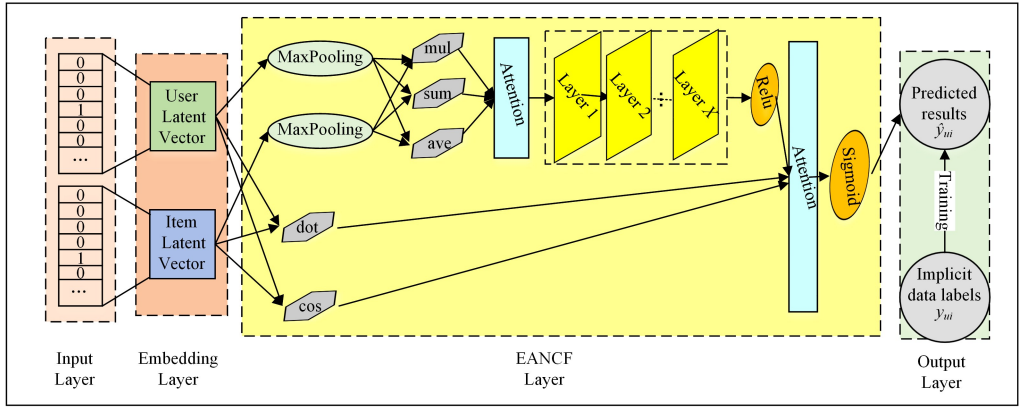 0
0
0
1
0
0
...
0
0
0
0
1
0
...
User
Latent
Vector
Item
Latent
Vector
MaxPooling
MaxPooling
mul
sum
ave
dot
cos
Attention
Layer 1
Layer 2
...
Layer X
Relu
Attention
Sigmoid
Predicted
results
ŷui
Training
Implicit
data labels
yui
Input
Layer
Embedding
Layer
EANCF
Layer
Output
Layer